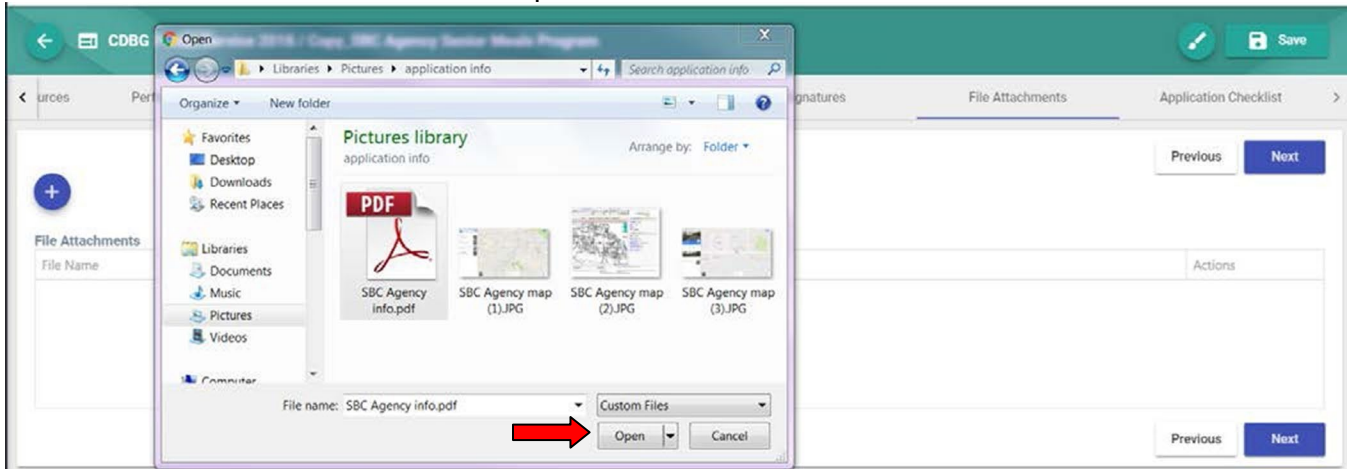 CDBG
Open
Save
Libraries ▸ Pictures ▸ application info
Search application info
urces
Perf
gnatures
File Attachments
Application Checklist
Organize
New folder
Favorites
Desktop
Downloads
Recent Places
Libraries
Documents
Music
Pictures
Videos
Computer
Pictures library
application info
Arrange by: Folder
PDF
SBC Agency
info.pdf
SBC Agency map
(1).JPG
SBC Agency map
(2).JPG
SBC Agency map
(3).JPG
File name: SBC Agency info.pdf
Custom Files
Open
Cancel
Previous
Next
File Attachments
File Name
Actions
Previous
Next